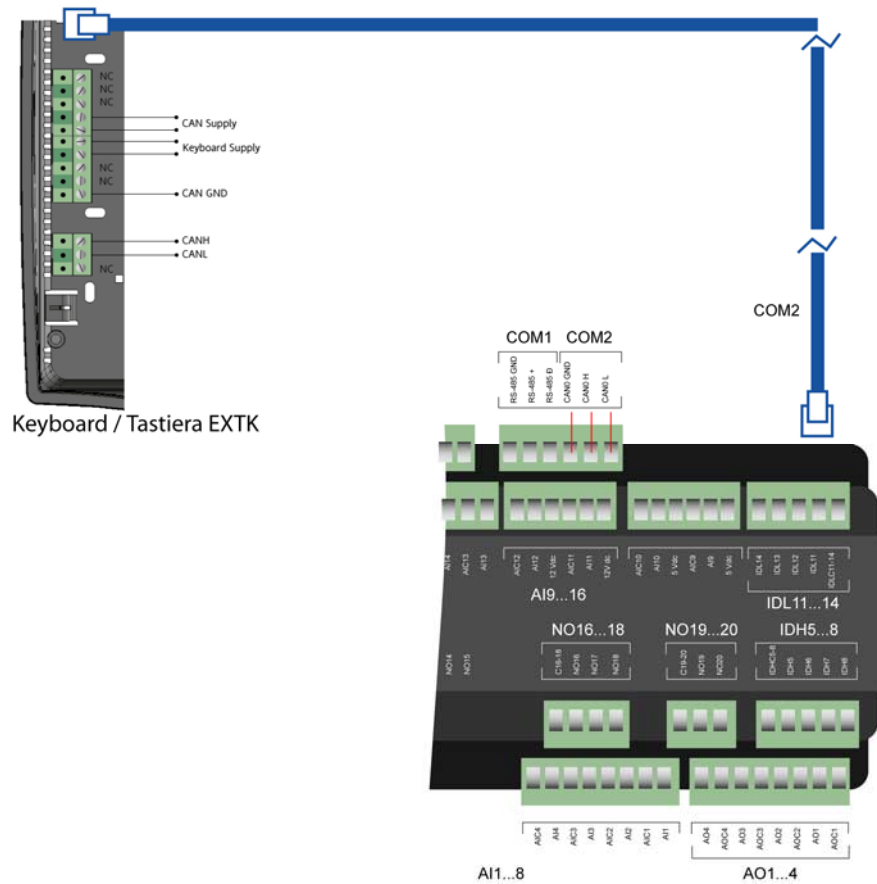 NC
NC
NC
CAN Supply
Keyboard Supply
NC
NC
CAN GND
CANH
CANL
NC
Keyboard / Tastiera EXTK
COM2
COM1 COM2
RS-485 GND
RS-485 +
RS-485 Đ
CAN0 GND
CAN0 H
CAN0 L
AI14
AIC13
AI13
AIC12
AI12
12 Vdc
AIC11
AI11
12V dc
AIC10
AI10
5 Vdc
AIC9
AI9
5 Vdc
IDL14
IDL13
IDL12
IDL11
IDLC11-14
AI9...16
IDL11...14
NO16...18 NO19...20 IDH5...8
NO14
NO15
C16-18
NO16
NO17
NO18
C19-20
NO19
NO20
IDHC5-8
IDH5
IDH6
IDH7
IDH8
AIC4
AI4
AIC3
AI3
AIC2
AI2
AIC1
AI1
AO4
AOC4
AO3
AOC3
AO2
AOC2
AO1
AOC1
AI1...8 AO1...4